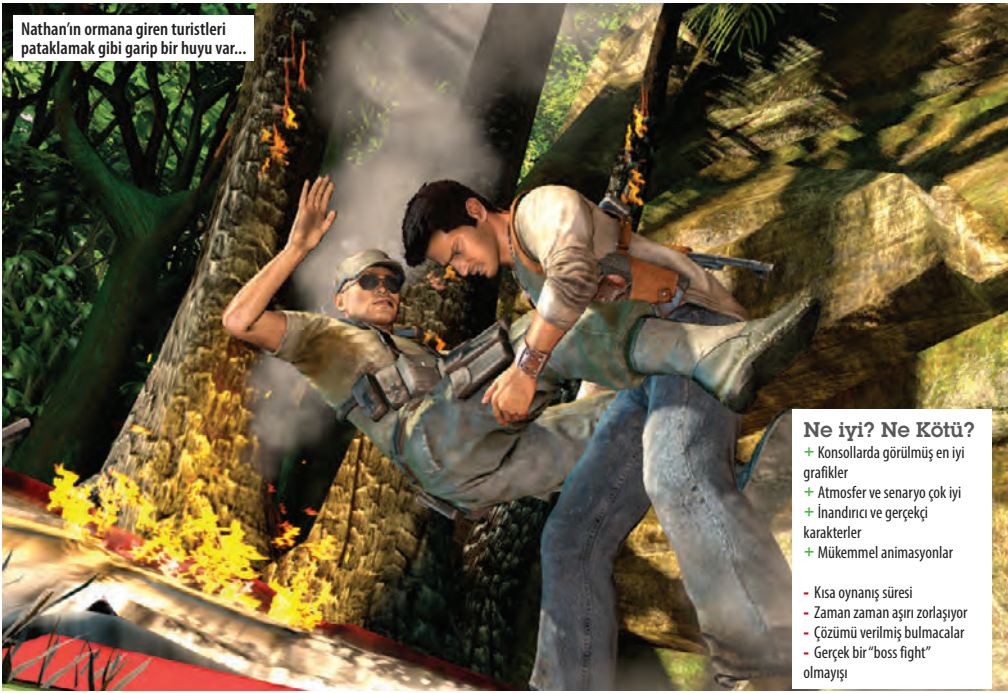 Nathan'ın ormana giren turistleri
pataklamak gibi garip bir huyu var...
Ne iyi? Ne Kötü?
+ Konsollarda görülmüş en iyi
grafikler
+ Atmosfer ve senaryo çok iyi
+ İnandırıcı ve gerçekçi
karakterler
+ Mükemmel animasyonlar
- Kısa oynanış süresi
- Zaman zaman aşırı zorlaşıyor
- Çözümü verilmiş bulmacalar
- Gerçek bir "boss fight"
olmayışı